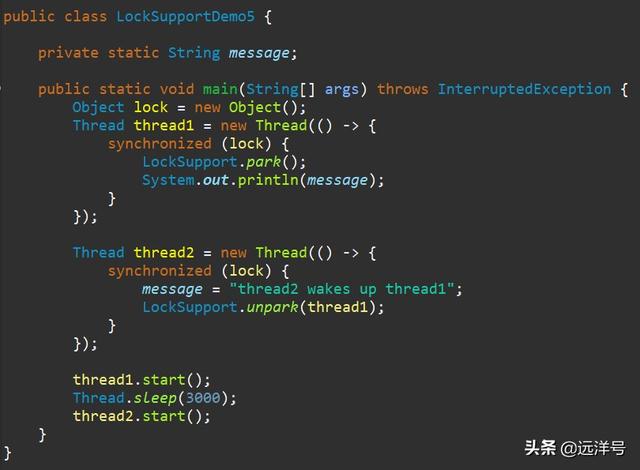 public class LockSupportDemo5 {
    private static String message;
    public static void main(String[] args) throws InterruptedException {
        Object lock = new Object();
        Thread thread1 = new Thread(() -> {
            synchronized (lock) {
                LockSupport.park();
                System.out.println(message);
            }
        });
        Thread thread2 = new Thread(() -> {
            synchronized (lock) {
                message = "thread2 wakes up thread1";
                LockSupport.unpark(thread1);
            }
        });
        thread1.start();
        Thread.sleep(3000);
        thread2.start();
    }
}
头条 @远洋号